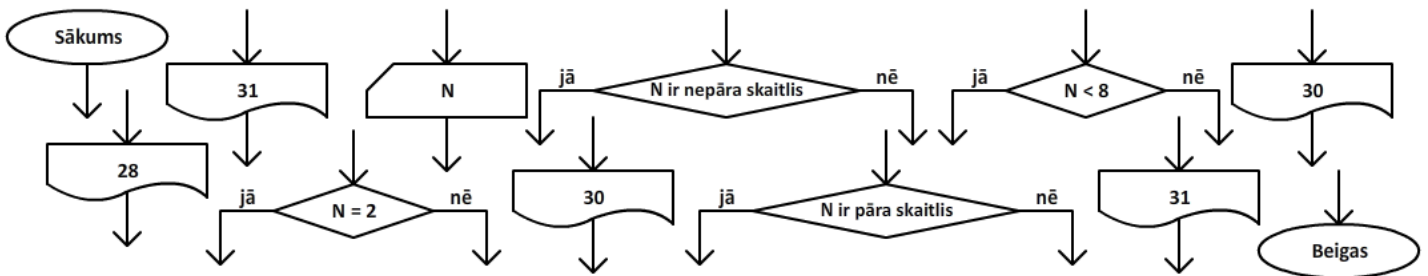 Sākums
31
N
jā
N ir nepāra skaitlis
nē
jā
N < 8
nē
30
28
jā
N = 2
nē
30
jā
N ir pāra skaitlis
nē
31
Beigas